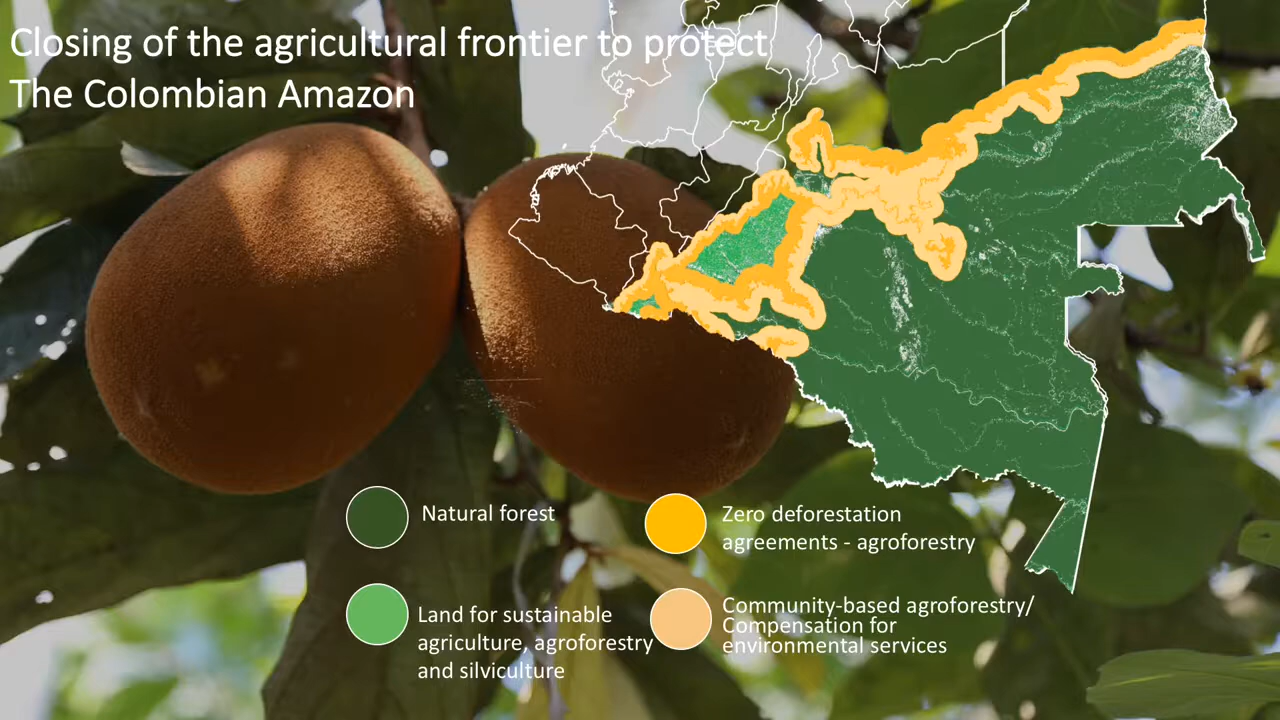 Closing of the agricultural frontier to protect
The Colombian Amazon
Natural forest
Zero deforestation
agreements - agroforestry
Land for sustainable
agriculture, agroforestry
and silviculture
Community-based agroforestry/
Compensation for
environmental services